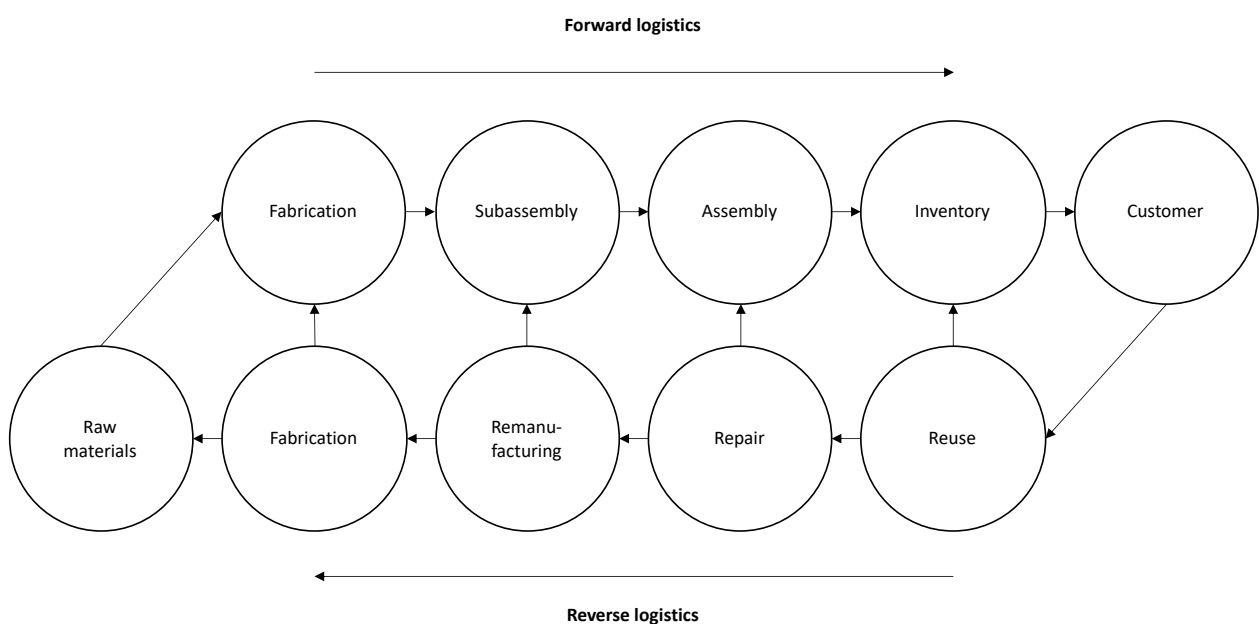 Forward logistics
Fabrication
Subassembly
Assembly
Inventory
Customer
Raw
materials
Fabrication
Remanu-
facturing
Repair
Reuse
Reverse logistics